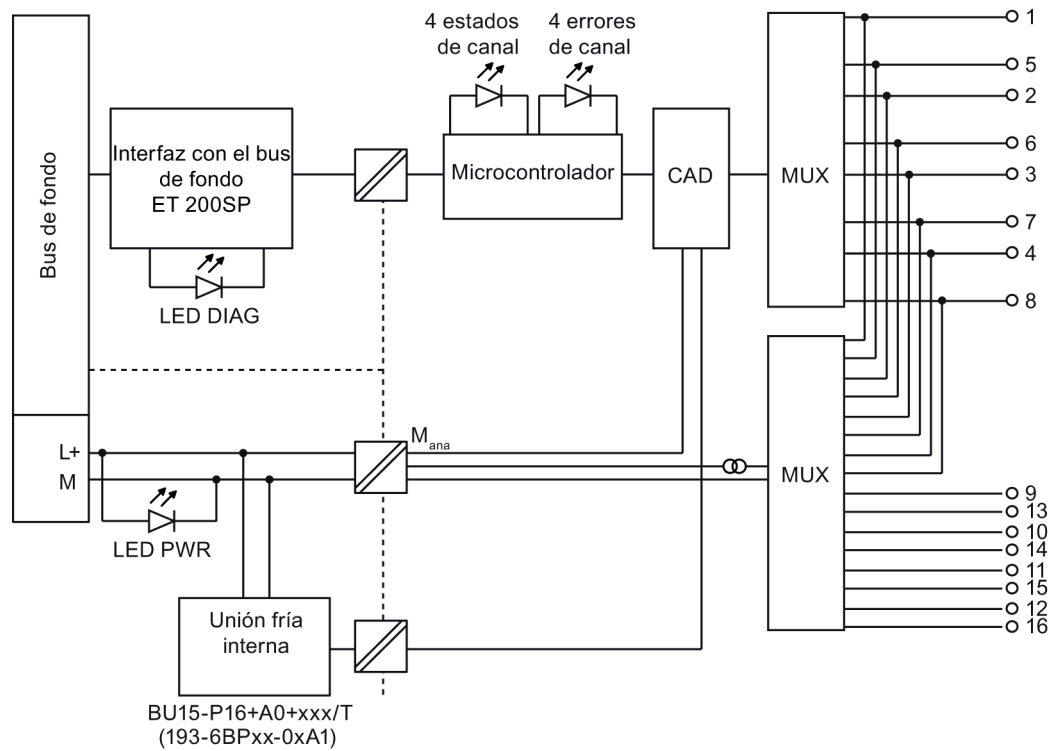 4 estados
de canal
4 errores
de canal
Bus de fondo
Interfaz con el bus
de fondo
ET 200SP
LED DIAG
Microcontrolador
CAD
MUX
1
5
2
6
3
7
4
8
L+
M
LED PWR
Mana
MUX
9
13
10
14
11
15
12
16
Unión fría
interna
BU15-P16+A0+xxx/T
(193-6BPxx-0xA1)